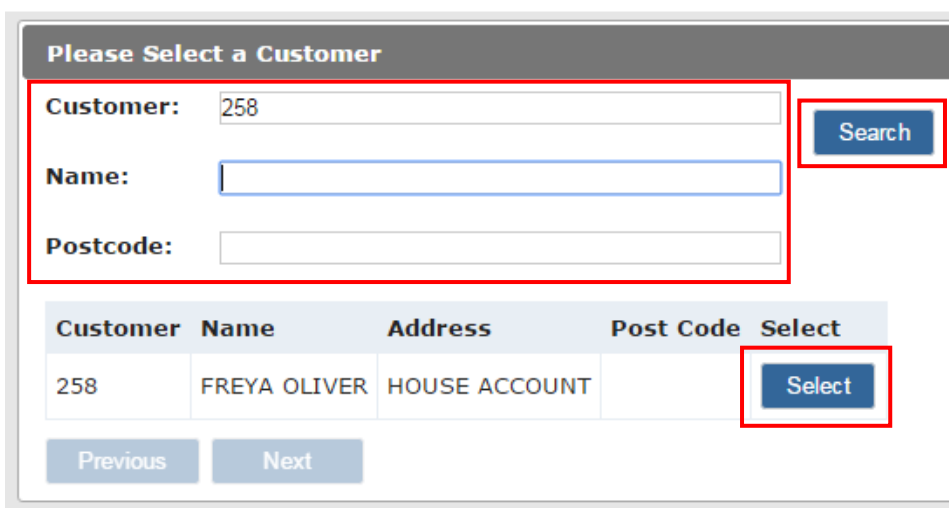 Please Select a Customer
Customer: 258
Search
Name:
Postcode:
Customer Name Address Post Code Select
258 FREYA OLIVER HOUSE ACCOUNT Select
Previous Next